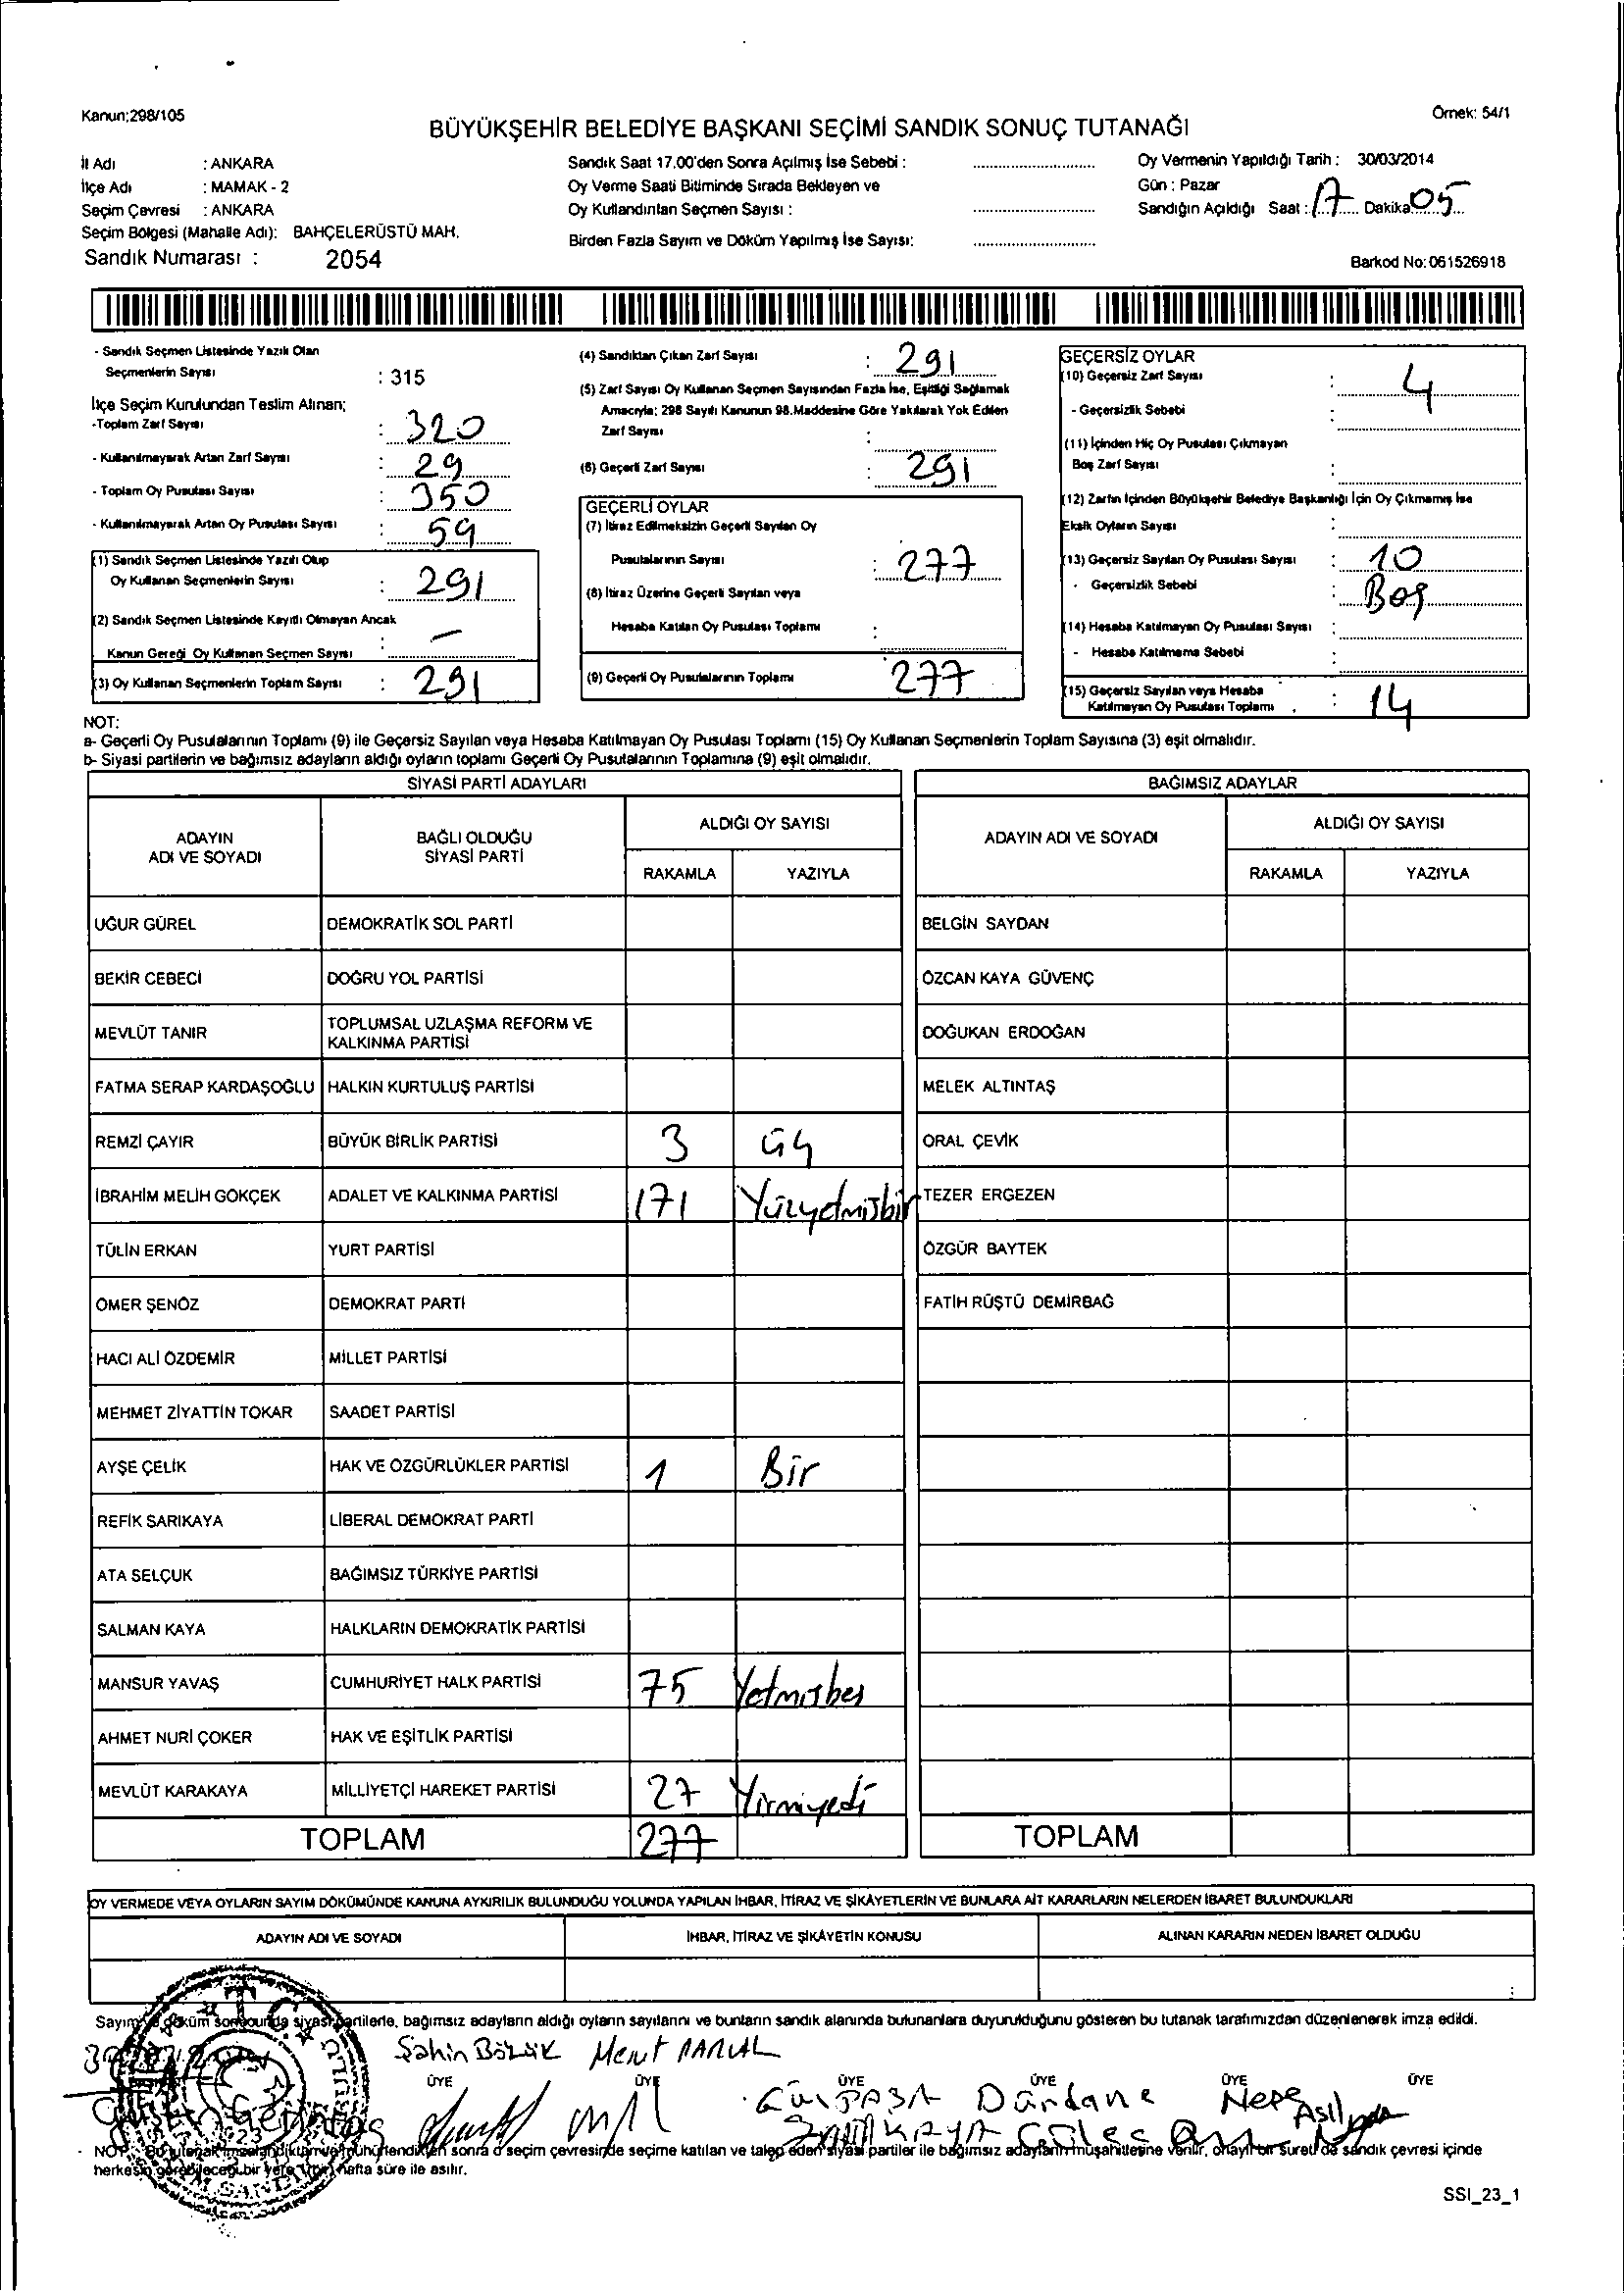 Kanun:298/105
Örnek: 54/1
BÜYÜKŞEHİR BELEDİYE BAŞKANI SEÇİMİ SANDIK SONUÇ TUTANAĞI
İl Adı : ANKARA
İlçe Adı : MAMAK - 2
Seçim Çevresi : ANKARA
Seçim Bölgesi (Mahalle Adı): BAHÇELERÜSTÜ MAH.
Sandık Numarası : 2054
Sandık Saat 17.00'den Sonra Açılmış İse Sebebi :
Oy Verme Saati Bitiminde Sırada Bekleyen ve
Oy Kullandırılan Seçmen Sayısı :
Birden Fazla Sayım ve Döküm Yapılmış İse Sayısı:
Oy Vermenin Yapıldığı Tarih : 30/03/2014
Gün : Pazar
Sandığın Açıldığı Saat : 17 Dakika 05
Barkod No: 061526918
- Sandık Seçmen Listesinde Yazılı Olan
Seçmenlerin Sayısı : 315
İlçe Seçim Kurulundan Teslim Alınan;
-Toplam Zarf Sayısı : 320
- Kullanılmayarak Artan Zarf Sayısı : 29
- Toplam Oy Pusulası Sayısı : 350
- Kullanılmayarak Artan Oy Pusulası Sayısı : 59
(1) Sandık Seçmen Listesinde Yazılı Olup
Oy Kullanan Seçmenlerin Sayısı : 291
(2) Sandık Seçmen Listesinde Kayıtlı Olmayan Ancak
Kanun Gereği Oy Kullanan Seçmen Sayısı : –
(3) Oy Kullanan Seçmenlerin Toplam Sayısı : 291
(4) Sandıktan Çıkan Zarf Sayısı : 291
(5) Zarf Sayısı Oy Kullanan Seçmen Sayısından Fazla İse, Eşitliği Sağlamak
Amacıyla; 298 Sayılı Kanunun 98.Maddesine Göre Yakılarak Yok Edilen
Zarf Sayısı :
(6) Geçerli Zarf Sayısı : 291
GEÇERLİ OYLAR
(7) İtiraz Edilmeksizin Geçerli Sayılan Oy
Pusulalarının Sayısı : 277
(8) İtiraz Üzerine Geçerli Sayılan veya
Hesaba Katılan Oy Pusulası Toplamı :
(9) Geçerli Oy Pusulalarının Toplamı 277
GEÇERSİZ OYLAR
(10) Geçersiz Zarf Sayısı : 4
- Geçersizlik Sebebi :
(11) İçinden Hiç Oy Pusulası Çıkmayan
Boş Zarf Sayısı :
(12) Zarfın İçinden Büyükşehir Belediye Başkanlığı İçin Oy Çıkmamış İse
Eksik Oyların Sayısı :
(13) Geçersiz Sayılan Oy Pusulası Sayısı : 10
- Geçersizlik Sebebi : Boş
(14) Hesaba Katılmayan Oy Pusulası Sayısı :
- Hesaba Katılmama Sebebi :
(15) Geçersiz Sayılan veya Hesaba
Katılmayan Oy Pusulası Toplamı : 14
NOT:
a- Geçerli Oy Pusulalarının Toplamı (9) ile Geçersiz Sayılan veya Hesaba Katılmayan Oy Pusulası Toplamı (15) Oy Kullanan Seçmenlerin Toplam Sayısına (3) eşit olmalıdır.
b- Siyasi partilerin ve bağımsız adayların aldığı oyların toplamı Geçerli Oy Pusulalarının Toplamına (9) eşit olmalıdır.
SİYASİ PARTİ ADAYLARI
ADAYIN ADI VE SOYADI
BAĞLI OLDUĞU SİYASİ PARTİ
ALDIĞI OY SAYISI
RAKAMLA YAZIYLA
UĞUR GÜREL DEMOKRATİK SOL PARTİ
BEKİR CEBECİ DOĞRU YOL PARTİSİ
MEVLÜT TANIR TOPLUMSAL UZLAŞMA REFORM VE KALKINMA PARTİSİ
FATMA SERAP KARDAŞOĞLU HALKIN KURTULUŞ PARTİSİ
REMZİ ÇAYIR BÜYÜK BİRLİK PARTİSİ 3 üç
İBRAHİM MELİH GÖKÇEK ADALET VE KALKINMA PARTİSİ 171 Yüzyetmişbir
TÜLİN ERKAN YURT PARTİSİ
ÖMER ŞENÖZ DEMOKRAT PARTİ
HACI ALİ ÖZDEMİR MİLLET PARTİSİ
MEHMET ZİYATTİN TOKAR SAADET PARTİSİ
AYŞE ÇELİK HAK VE ÖZGÜRLÜKLER PARTİSİ 1 Bir
REFİK SARIKAYA LİBERAL DEMOKRAT PARTİ
ATA SELÇUK BAĞIMSIZ TÜRKİYE PARTİSİ
SALMAN KAYA HALKLARIN DEMOKRATİK PARTİSİ
MANSUR YAVAŞ CUMHURİYET HALK PARTİSİ 75 Yetmişbeş
AHMET NURİ ÇOKER HAK VE EŞİTLİK PARTİSİ
MEVLÜT KARAKAYA MİLLİYETÇİ HAREKET PARTİSİ 27 Yirmiyedi
TOPLAM 277
BAĞIMSIZ ADAYLAR
ADAYIN ADI VE SOYADI
ALDIĞI OY SAYISI
RAKAMLA YAZIYLA
BELGİN SAYDAN
ÖZCAN KAYA GÜVENÇ
DOĞUKAN ERDOĞAN
MELEK ALTINTAŞ
ORAL ÇEVİK
TEZER ERGEZEN
ÖZGÜR BAYTEK
FATİH RÜŞTÜ DEMİRBAĞ
TOPLAM
OY VERMEDE VEYA OYLARIN SAYIM DÖKÜMÜNDE KANUNA AYKIRILIK BULUNDUĞU YOLUNDA YAPILAN İHBAR, İTİRAZ VE ŞİKÂYETLERİN VE BUNLARA AİT KARARLARIN NELERDEN İBARET BULUNDUKLARI
ADAYIN ADI VE SOYADI
İHBAR, İTİRAZ VE ŞİKÂYETİN KONUSU
ALINAN KARARIN NEDEN İBARET OLDUĞU
Sayım ve döküm sonucunda siyasi partilerle, bağımsız adayların aldığı oyların sayılarını ve bunların sandık alanında bulunanlara duyurulduğunu gösteren bu tutanak tarafımızdan düzenlenerek imza edildi.
T.C.
Şahin
ÜYE ÜYE ÜYE ÜYE ÜYE ÜYE
Dürdane
NOT: Bu tutanak imzalandıktan ve mühürlendikten sonra o seçim çevresinde seçime katılan ve talep eden siyasi partiler ile bağımsız adayların müşahitlerine verilir, onaylı bir sureti de sandık çevresi içinde
herkesin görebileceği bir yere 1(bir) hafta süre ile asılır.
SSI_23_1